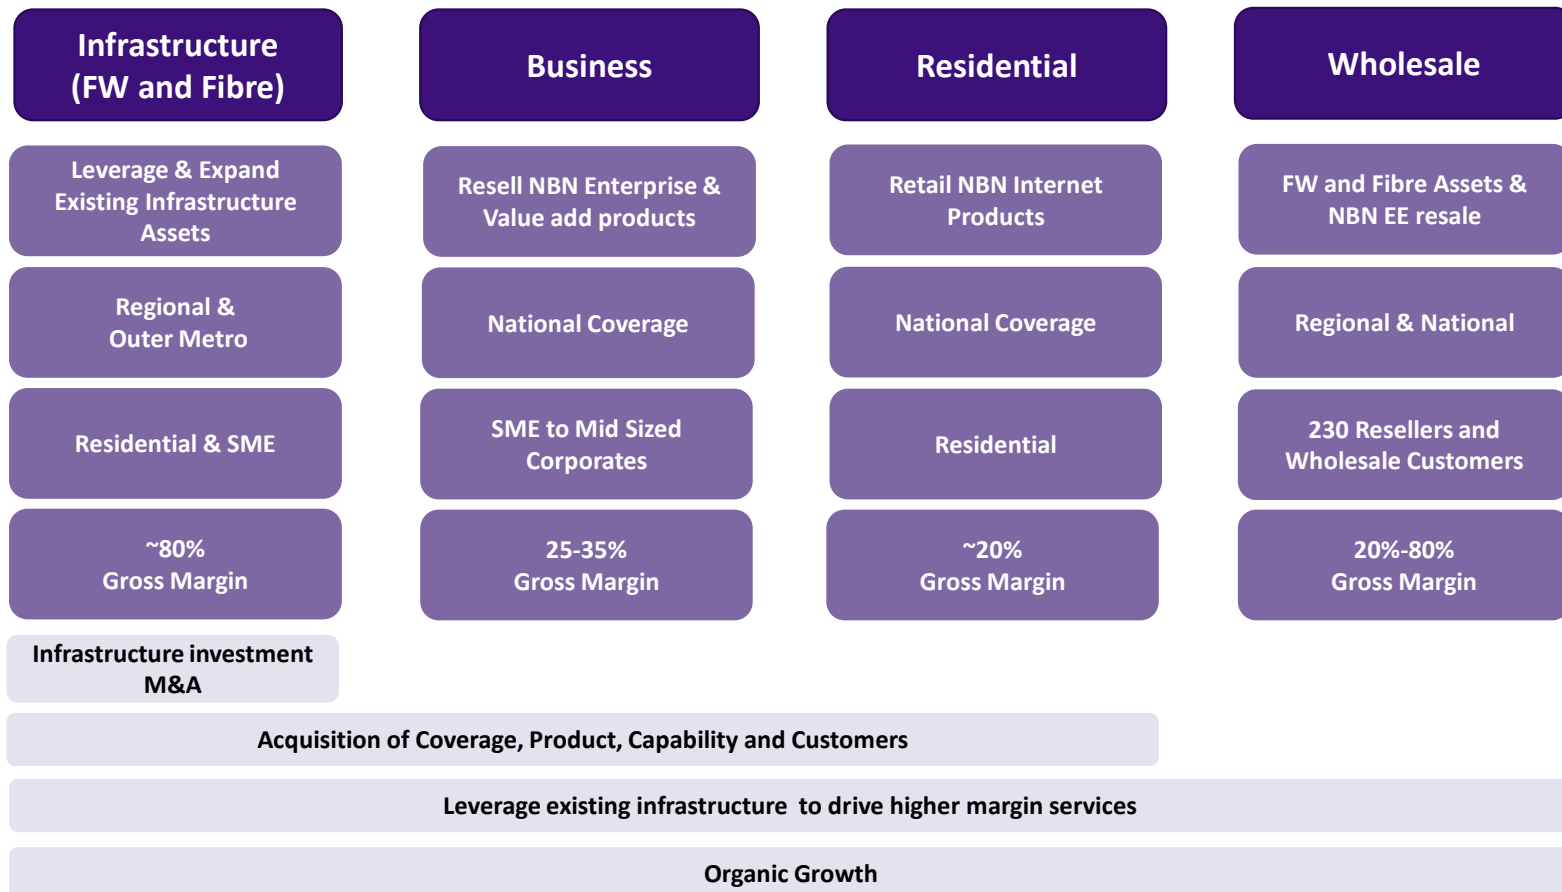 Infrastructure
(FW and Fibre)
Business
Residential
Wholesale
Leverage & Expand
Existing Infrastructure
Assets
Resell NBN Enterprise &
Value add products
Retail NBN Internet
Products
FW and Fibre Assets &
NBN EE resale
Regional &
Outer Metro
National Coverage
National Coverage
Regional & National
Residential & SME
SME to Mid Sized
Corporates
Residential
230 Resellers and
Wholesale Customers
~80%
Gross Margin
25-35%
Gross Margin
~20%
Gross Margin
20%-80%
Gross Margin
Infrastructure investment
M&A
Acquisition of Coverage, Product, Capability and Customers
Leverage existing infrastructure to drive higher margin services
Organic Growth